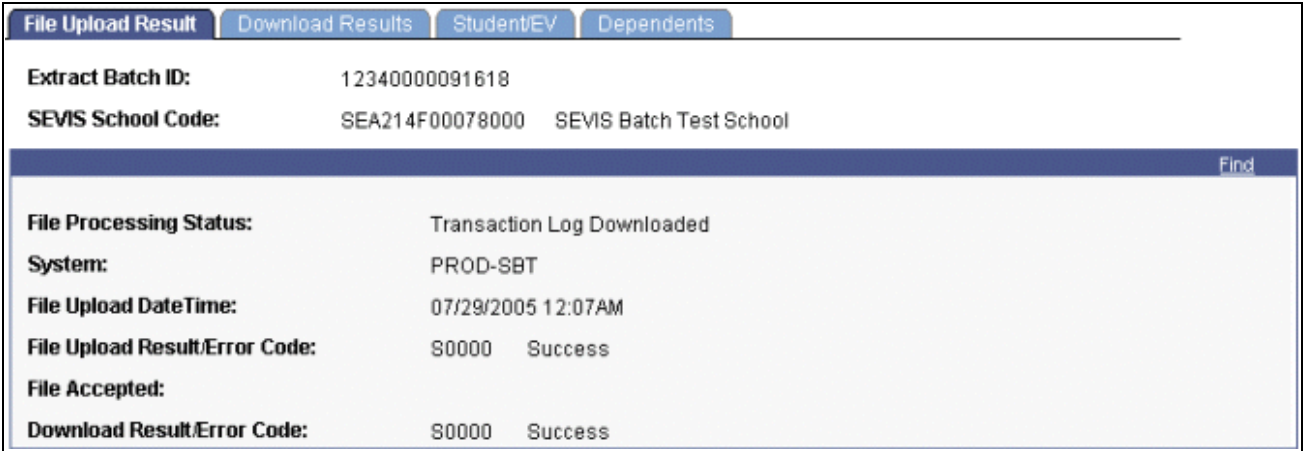 File Upload Result Download Results Student/EV Dependents
Extract Batch ID: 12340000091618
SEVIS School Code: SEA214F00078000 SEVIS Batch Test School
Find
File Processing Status: Transaction Log Downloaded
System: PROD-SBT
File Upload DateTime: 07/29/2005 12:07AM
File Upload Result/Error Code: S0000 Success
File Accepted:
Download Result/Error Code: S0000 Success